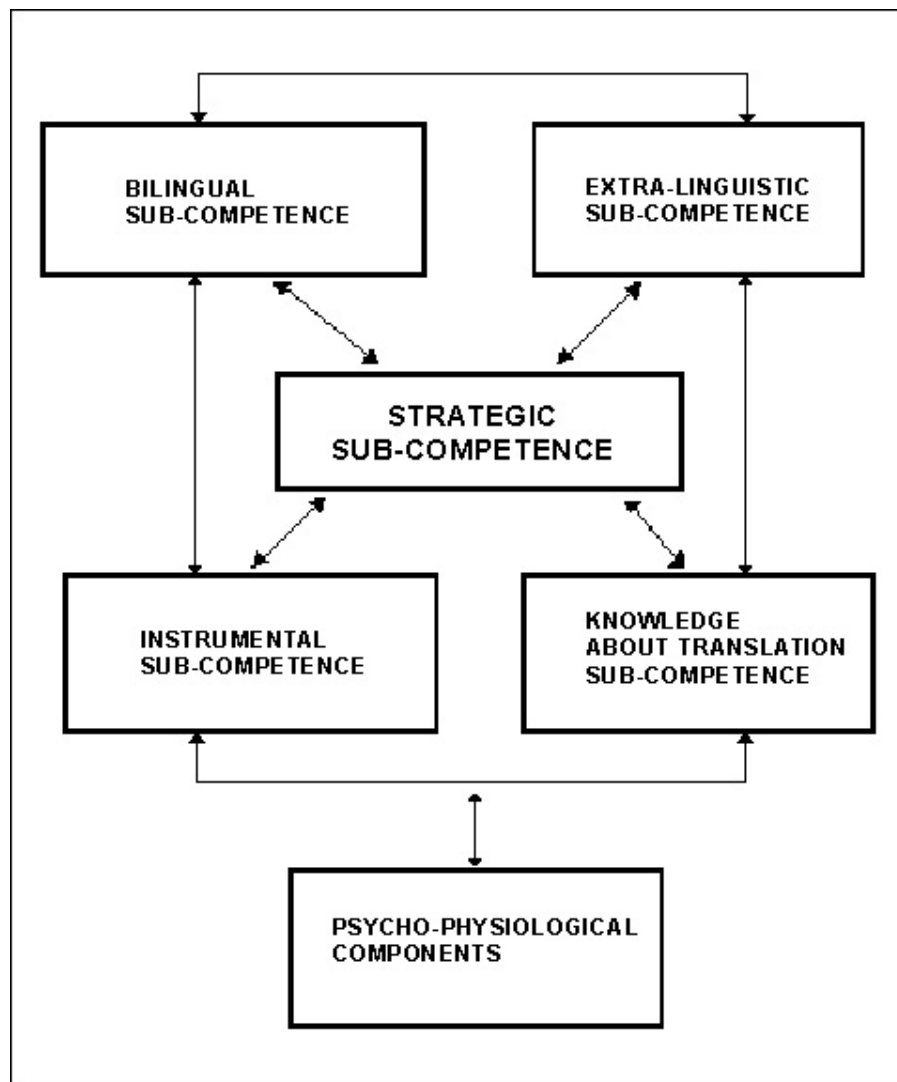 BILINGUAL
SUB-COMPETENCE
EXTRA-LINGUISTIC
SUB-COMPETENCE
STRATEGIC
SUB-COMPETENCE
INSTRUMENTAL
SUB-COMPETENCE
KNOWLEDGE
ABOUT TRANSLATION
SUB-COMPETENCE
PSYCHO-PHYSIOLOGICAL
COMPONENTS